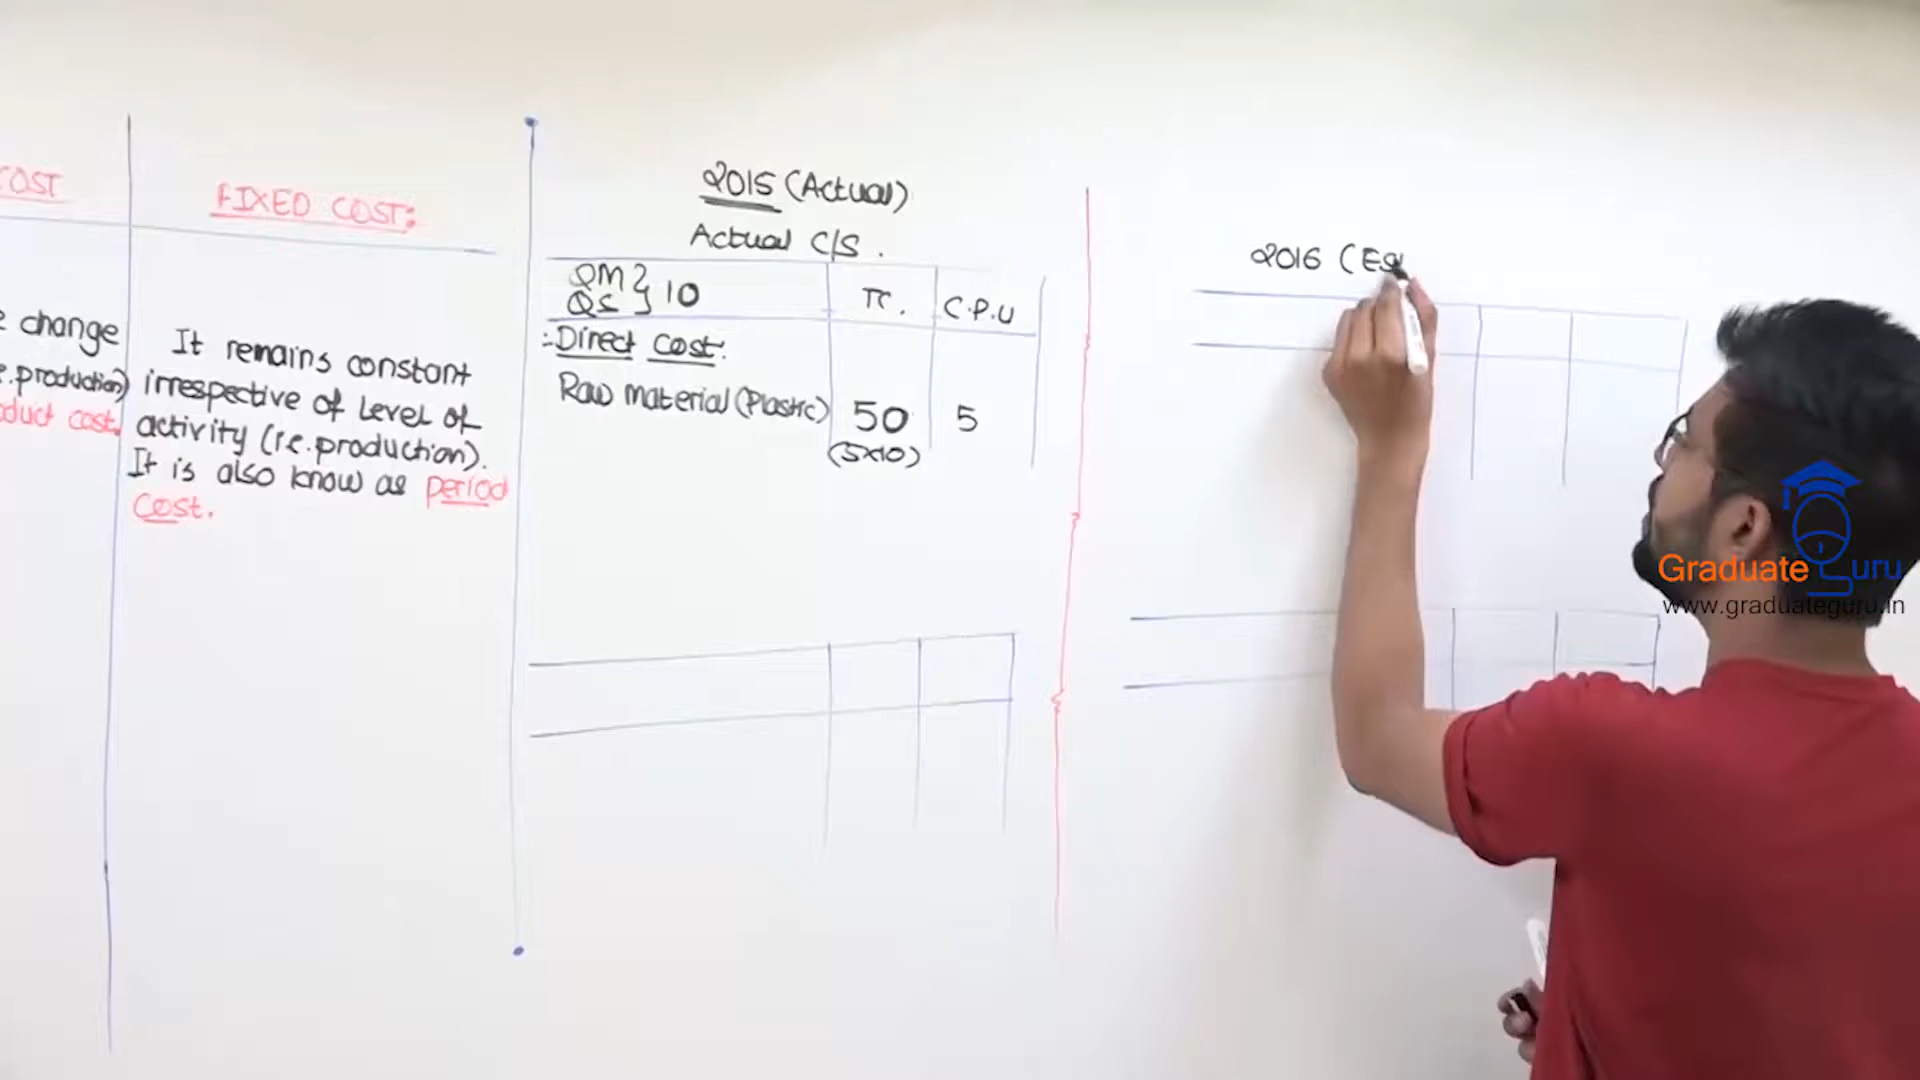 COST
FIXED COST:
change
.production)
duct cost.
It remains constant
irrespective of Level of
activity (i.e. production).
It is also know as period
cost.
2015 (Actual)
Actual C/S.
QM
QS } 10
TC.
C.P.U
:Direct cost:
Raw material (Plastic)
50
5
(5x10)
2016 (Es
Graduate Guru
www.graduateguru.in